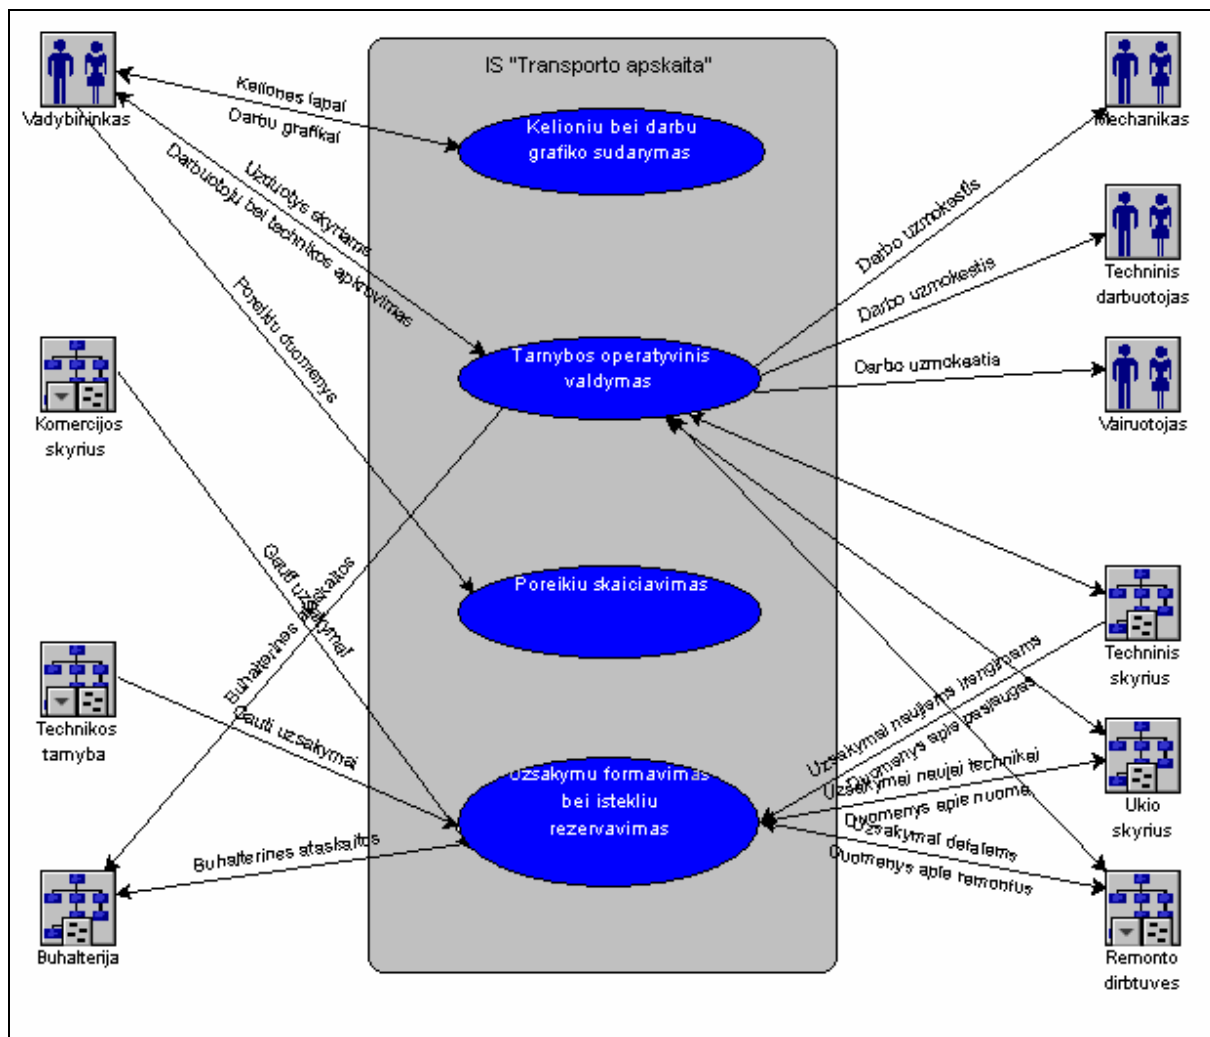 IS "Transporto apskaita"
Vadybininkas
Keliones lapai
Darbu grafikai
Kelioniu bei darbu
grafiko sudarymas
Mechanikas
Uzduotys skyriams
Darbuotoju bei technikos apkrovimas
Darbo uzmokestis
Techninis
darbuotojas
Darbo uzmokestis
Poreikiu duomenys
Tarnybos operatyvinis
valdymas
Darbo uzmokestis
Vairuotojas
Komercijos
skyrius
Gauti uzsakymai
Buhalterines ataskaitos
Poreikiu skaiciavimas
Techninis
skyrius
Technikos
tarnyba
Gauti uzsakymai
Uzsakymai naujiems irengimams
Duomenys apie paslaugas
Uzsakymu formavimas
bei istekliu
rezervavimas
Uzsakymai naujai technikai
Duomenys apie nuoma
Ukio
skyrius
Uzsakymai detalems
Duomenys apie remontus
Buhalterines ataskaitos
Buhalterija
Remonto
dirbtuves